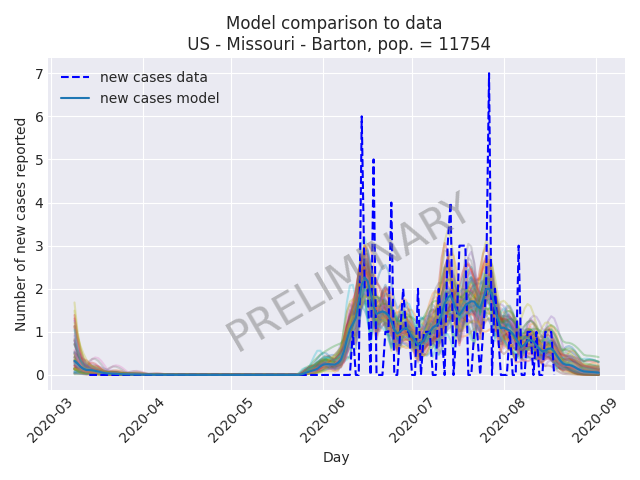 Model comparison to data
US - Missouri - Barton, pop. = 11754
new cases data
new cases model
Number of new cases reported
7
6
5
4
3
2
1
0
PRELIMINARY
2020-03
2020-04
2020-05
2020-06
2020-07
2020-08
2020-09
Day